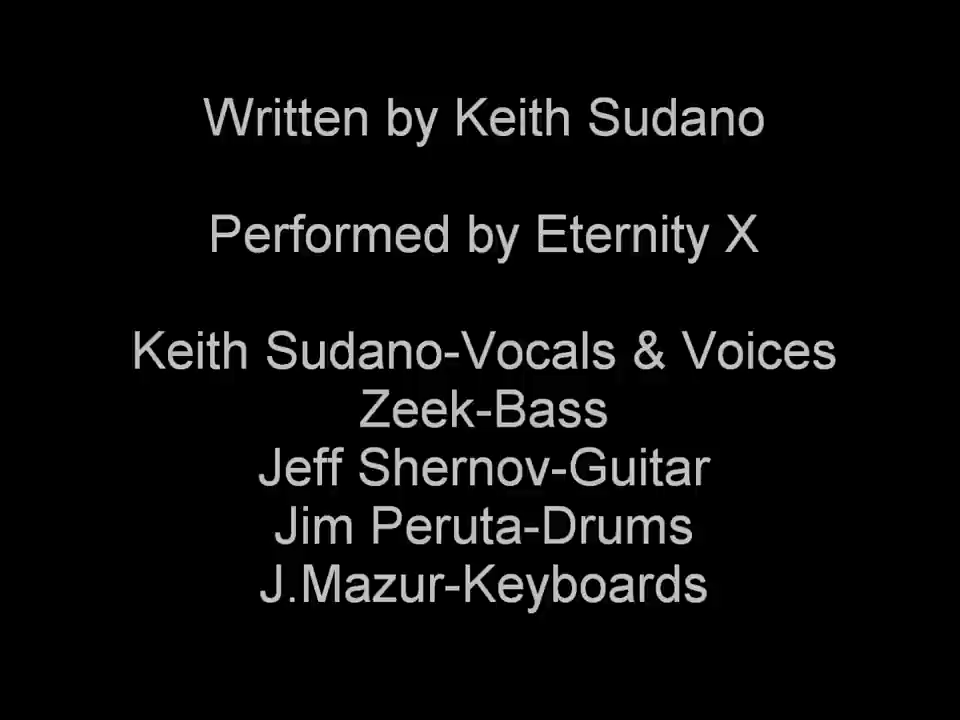 Written by Keith Sudano
Performed by Eternity X
Keith Sudano-Vocals & Voices
Zeek-Bass
Jeff Shernov-Guitar
Jim Peruta-Drums
J.Mazur-Keyboards